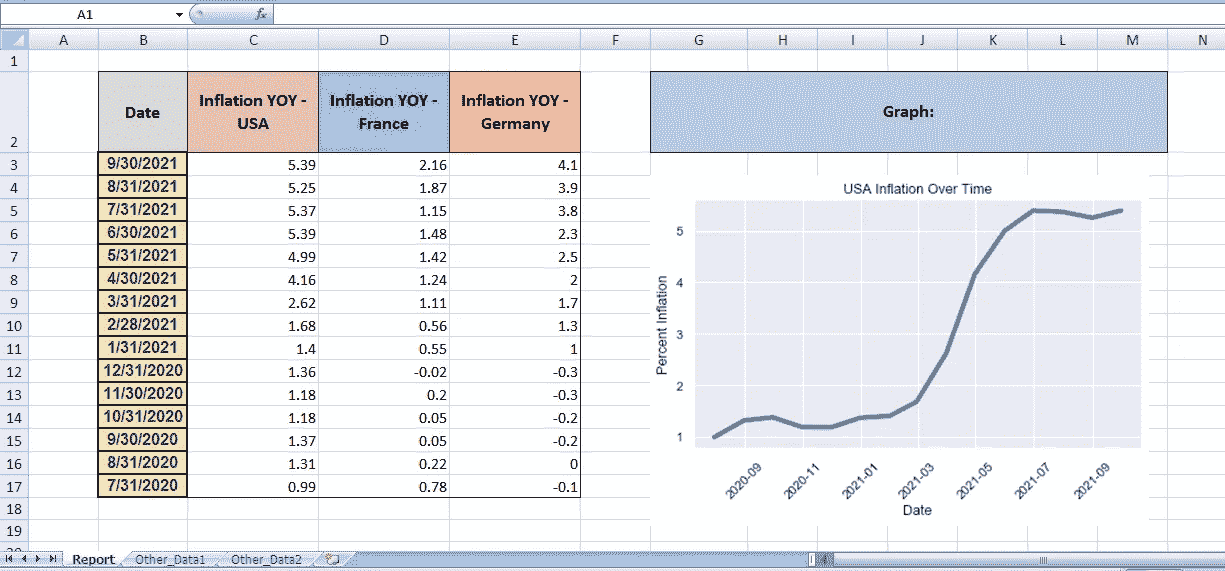 A1
fx
A B C D E F G H I J K L M N
1
2 Date Inflation YOY - USA Inflation YOY - France Inflation YOY - Germany Graph:
3 9/30/2021 5.39 2.16 4.1
4 8/31/2021 5.25 1.87 3.9
5 7/31/2021 5.37 1.15 3.8
6 6/30/2021 5.39 1.48 2.3
7 5/31/2021 4.99 1.42 2.5
8 4/30/2021 4.16 1.24 2
9 3/31/2021 2.62 1.11 1.7
10 2/28/2021 1.68 0.56 1.3
11 1/31/2021 1.4 0.55 1
12 12/31/2020 1.36 -0.02 -0.3
13 11/30/2020 1.18 0.2 -0.3
14 10/31/2020 1.18 0.05 -0.2
15 9/30/2020 1.37 0.05 -0.2
16 8/31/2020 1.31 0.22 0
17 7/31/2020 0.99 0.78 -0.1
18
19
20
USA Inflation Over Time
Percent Inflation
5
4
3
2
1
2020-09 2020-11 2021-01 2021-03 2021-05 2021-07 2021-09
Date
Report Other_Data1 Other_Data2